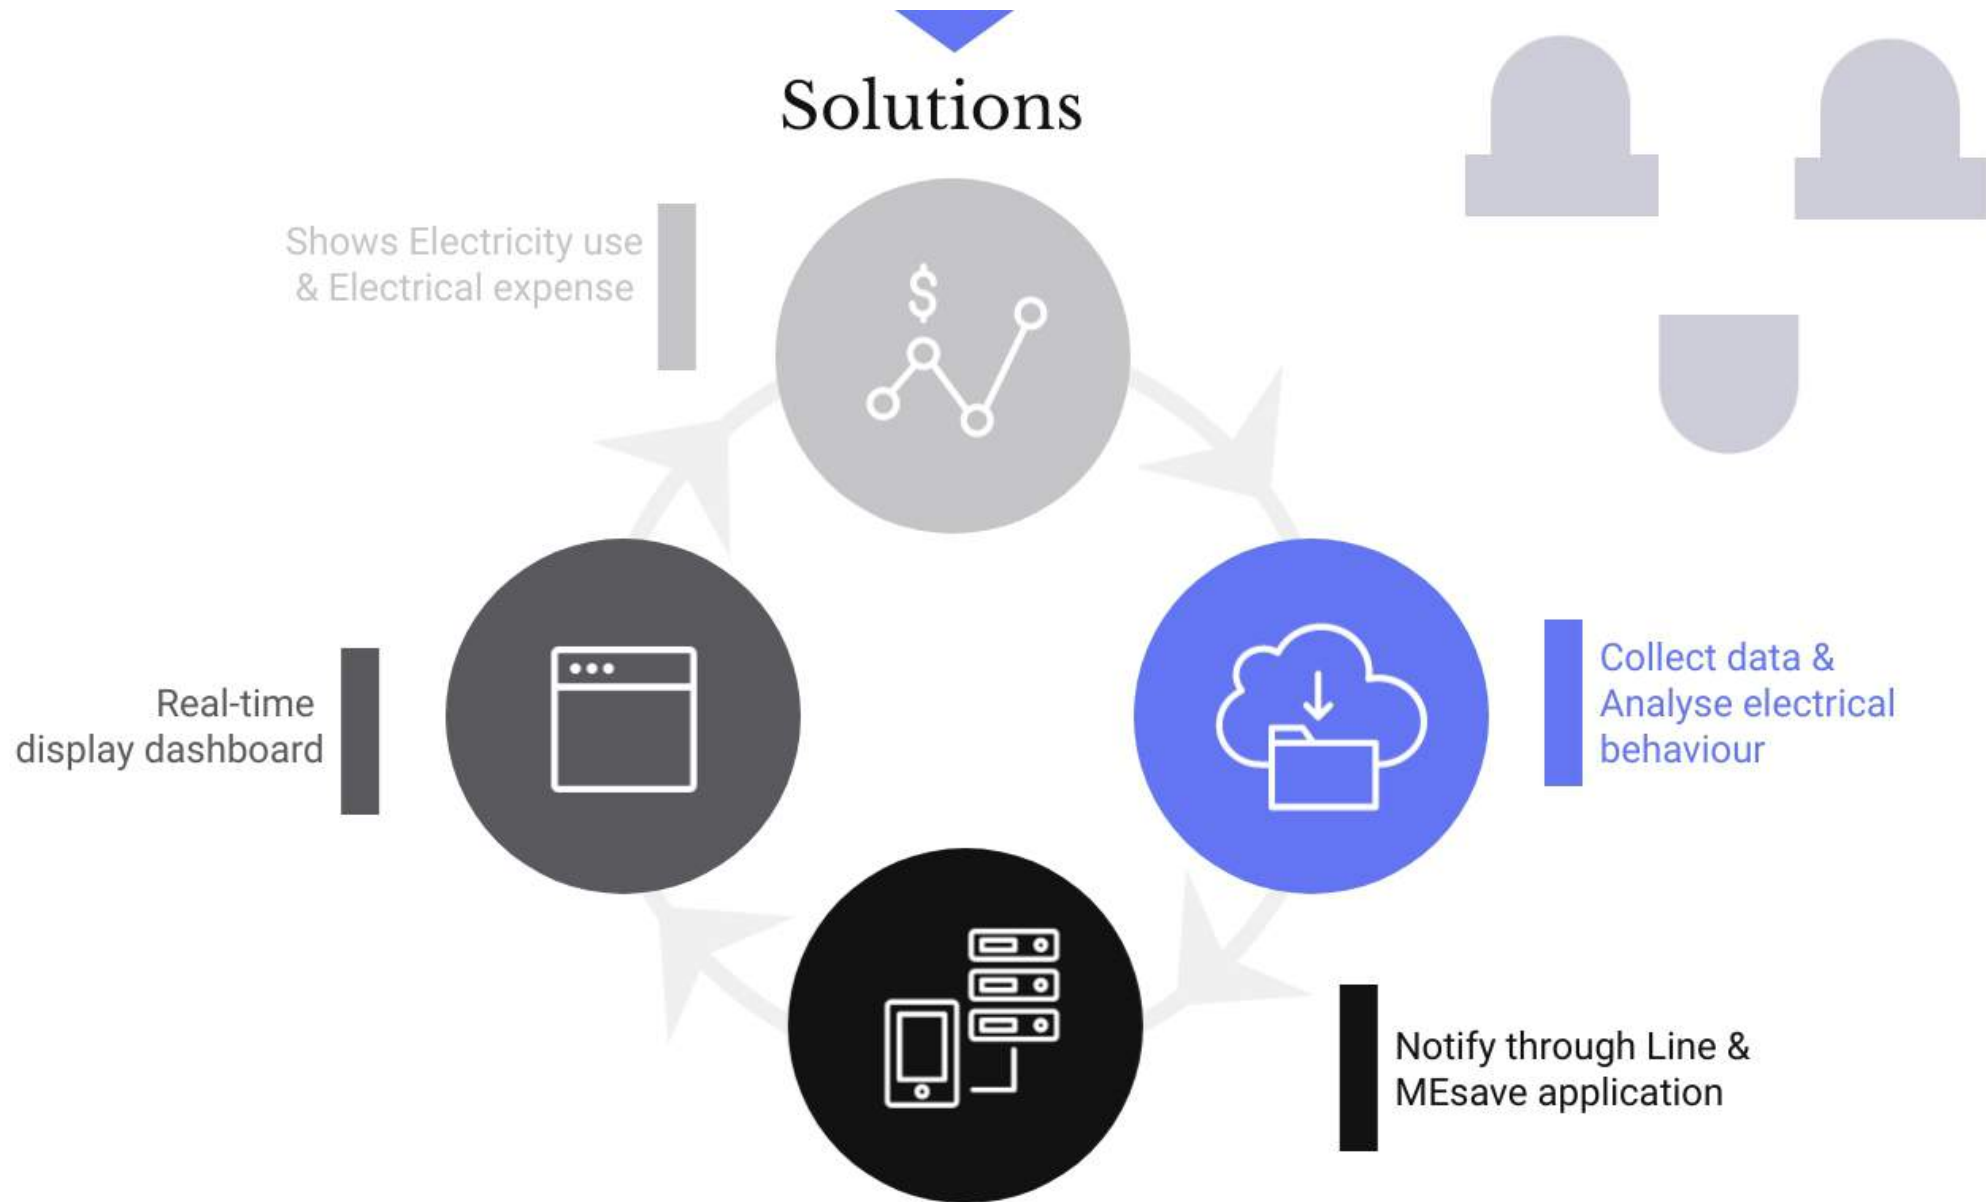 Solutions
Shows Electricity use
& Electrical expense
Collect data &
Analyse electrical
behaviour
Real-time
display dashboard
Notify through Line &
MEsave application